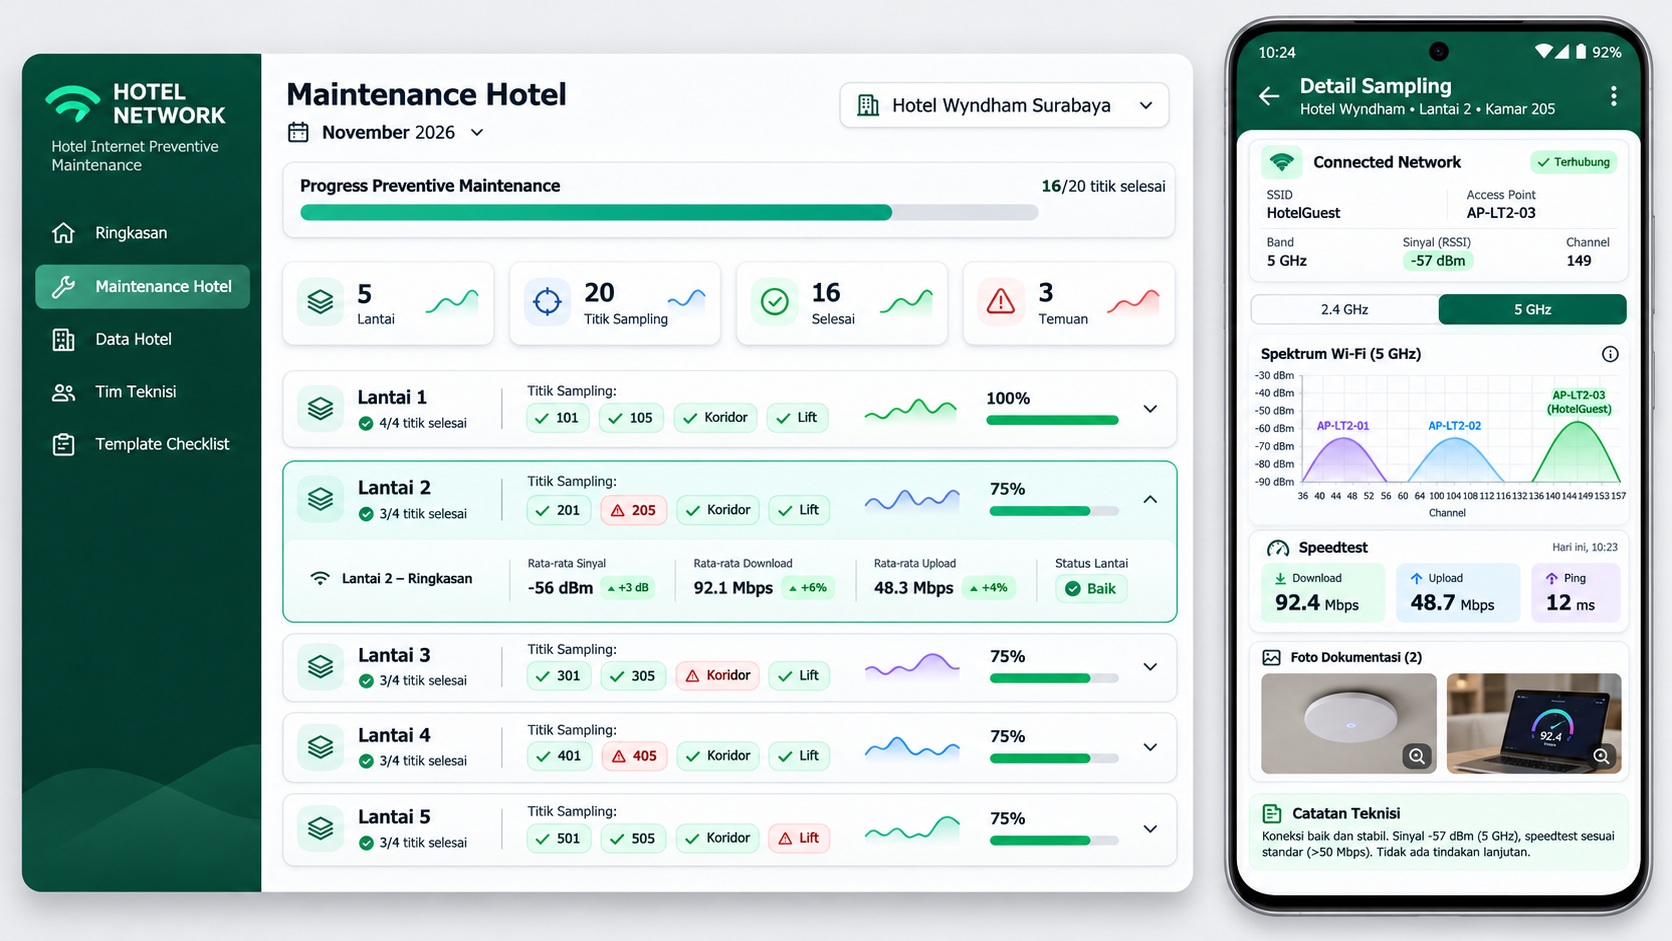 HOTEL
NETWORK
Hotel Internet Preventive
Maintenance
Ringkasan
Maintenance Hotel
Data Hotel
Tim Teknisi
Template Checklist
Maintenance Hotel
November 2026
Hotel Wyndham Surabaya
Progress Preventive Maintenance
16/20 titik selesai
5
Lantai
20
Titik Sampling
16
Selesai
3
Temuan
Lantai 1
4/4 titik selesai
Titik Sampling:
101 105 Koridor Lift
100%
Lantai 2
3/4 titik selesai
Titik Sampling:
201 205 Koridor Lift
75%
Lantai 2 – Ringkasan
Rata-rata Sinyal
-56 dBm +3 dB
Rata-rata Download
92.1 Mbps +6%
Rata-rata Upload
48.3 Mbps +4%
Status Lantai
Baik
Lantai 3
3/4 titik selesai
Titik Sampling:
301 305 Koridor Lift
75%
Lantai 4
3/4 titik selesai
Titik Sampling:
401 405 Koridor Lift
75%
Lantai 5
3/4 titik selesai
Titik Sampling:
501 505 Koridor Lift
75%
10:24 92%
Detail Sampling
Hotel Wyndham • Lantai 2 • Kamar 205
Connected Network
Terhubung
SSID
HotelGuest
Access Point
AP-LT2-03
Band
5 GHz
Sinyal (RSSI)
-57 dBm
Channel
149
2.4 GHz 5 GHz
Spektrum Wi-Fi (5 GHz)
-30 dBm
-40 dBm
-50 dBm
-60 dBm
-70 dBm
-80 dBm
-90 dBm
AP-LT2-01
AP-LT2-02
AP-LT2-03
(HotelGuest)
36 40 44 48 52 56 60 64 100 104 108 112 116 132 136 140 144 149 153 157
Channel
Speedtest
Hari ini, 10:23
Download
92.4 Mbps
Upload
48.7 Mbps
Ping
12 ms
Foto Dokumentasi (2)
92.4
Catatan Teknisi
Koneksi baik dan stabil. Sinyal -57 dBm (5 GHz), speedtest sesuai
standar (>50 Mbps). Tidak ada tindakan lanjutan.